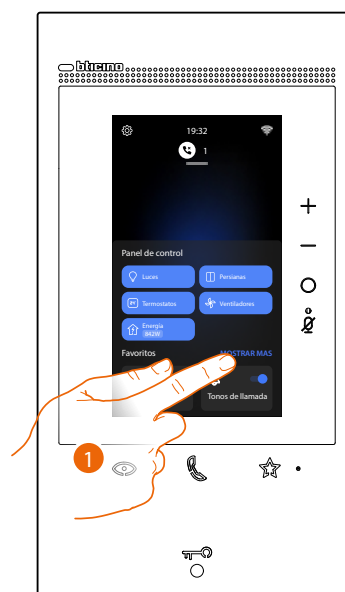 bticino
19:32
1
Panel de control
Luces
Persianas
Termostatos
Ventiladores
Energía
842W
Favoritos
MOSTRAR MAS
Tonos de llamada
1